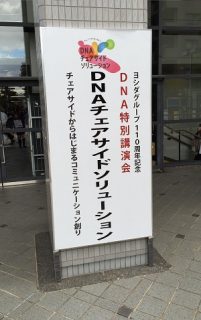 DNA
チェアサイド
ソリューション
ヨシダグループ110周年記念
DNA特別講演会
DNAチェアサイドソリューション
チェアサイドからはじまるコミュニケーション創り